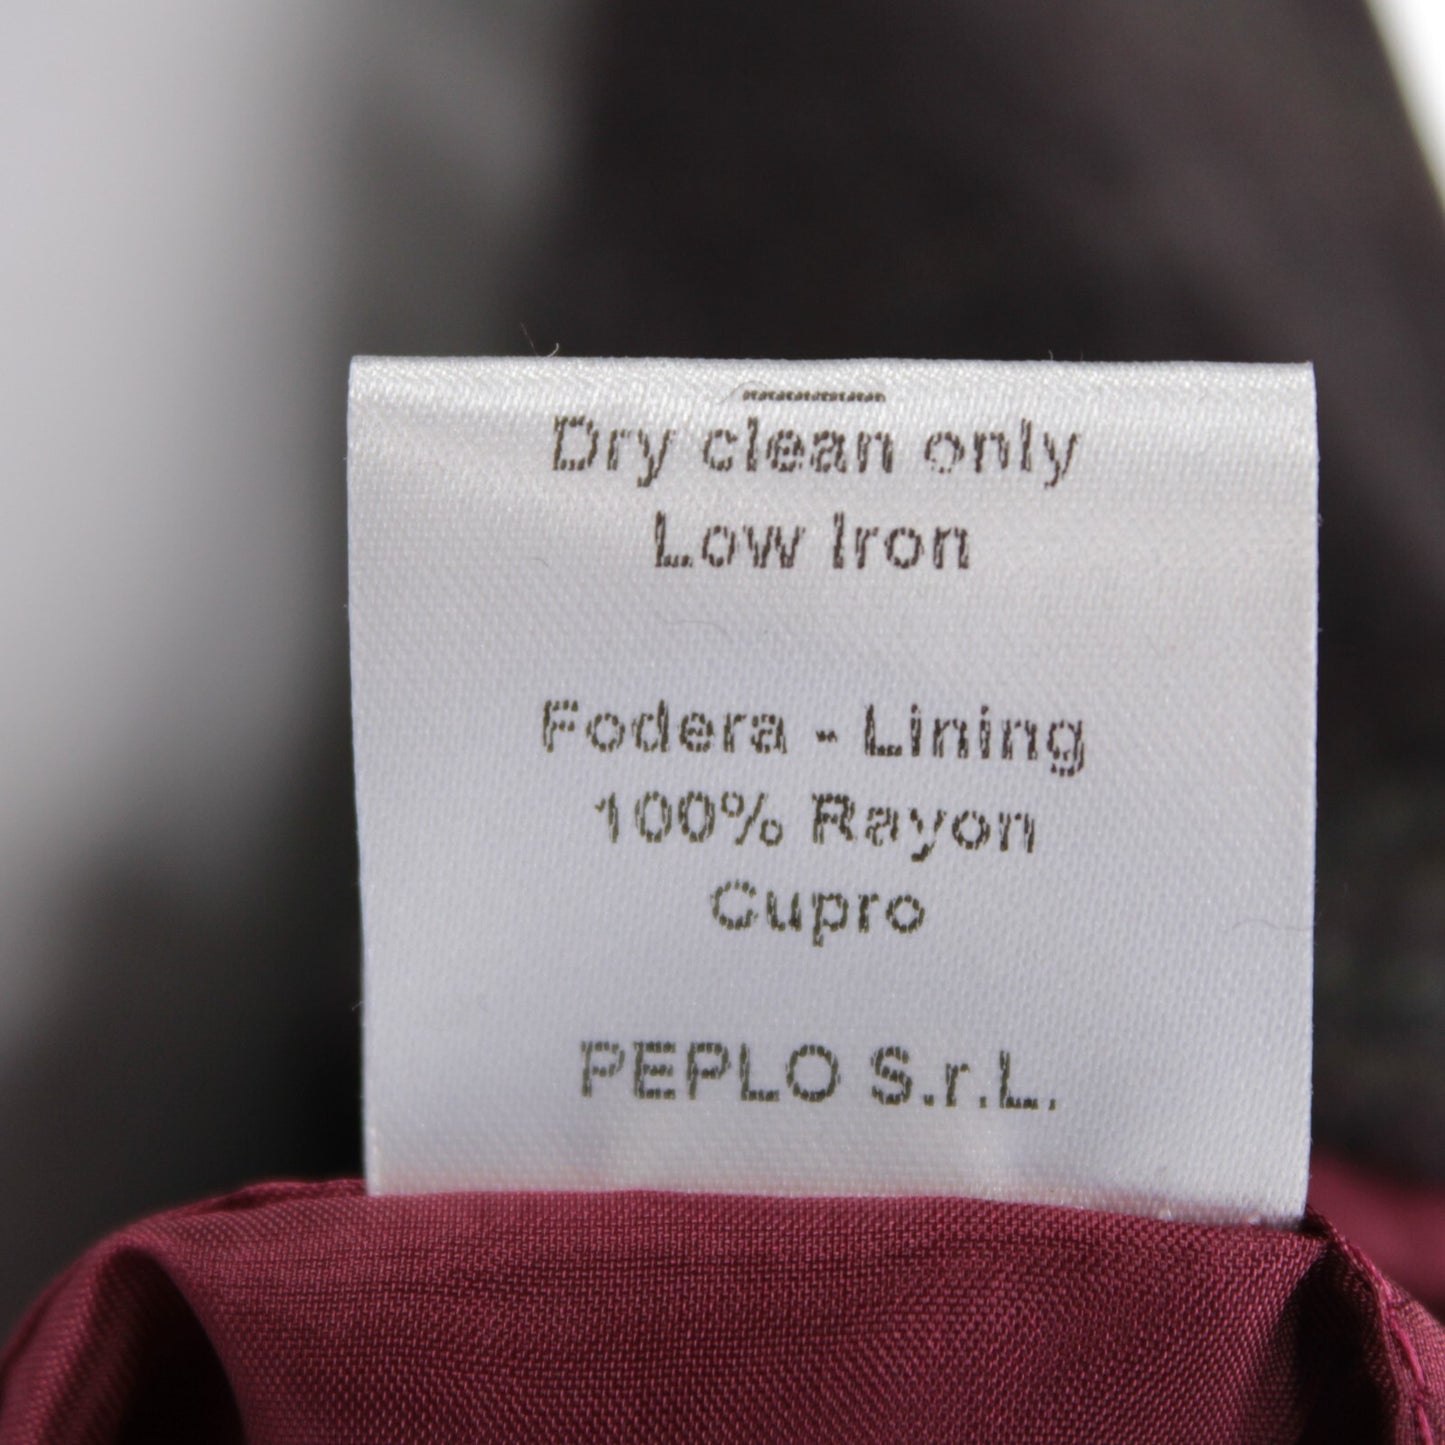 Dry clean only
Low Iron
Fodera - Lining
100% Rayon
Cupro
PEPLO S.r.L.